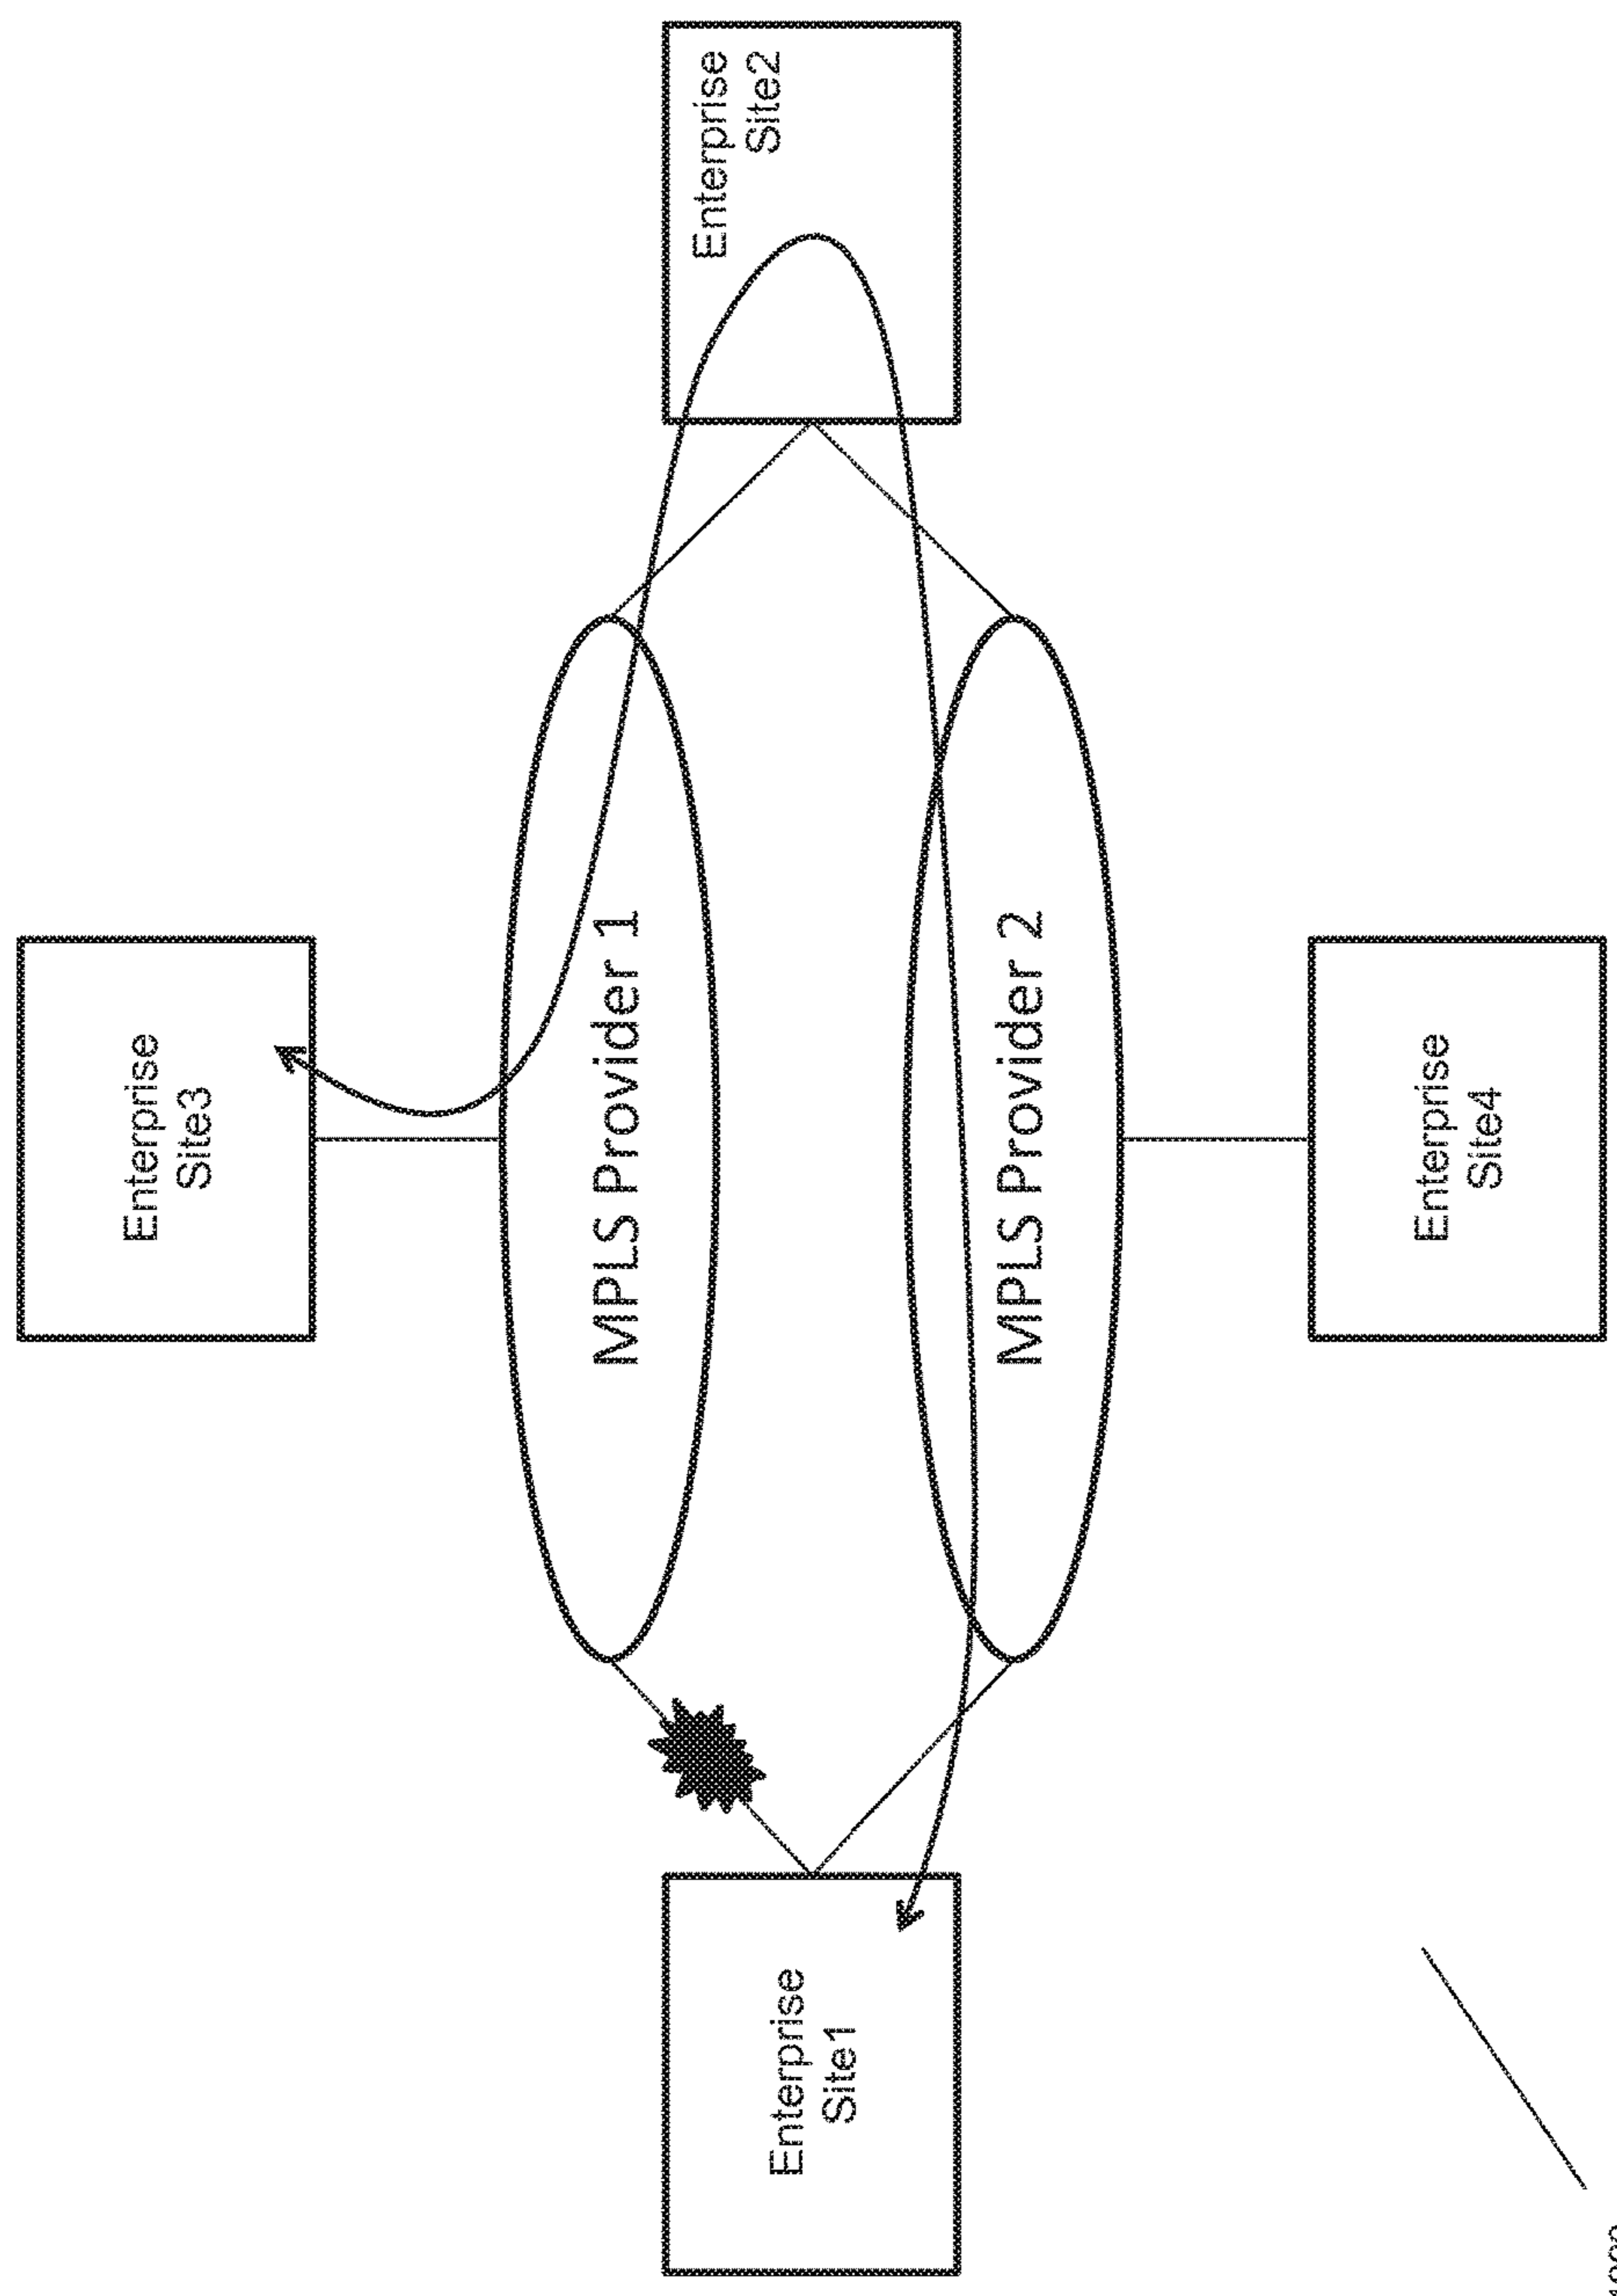 Enterprise
Site3
MPLS Provider 1
Enterprise
Site1
Enterprise
Site2
MPLS Provider 2
Enterprise
Site4